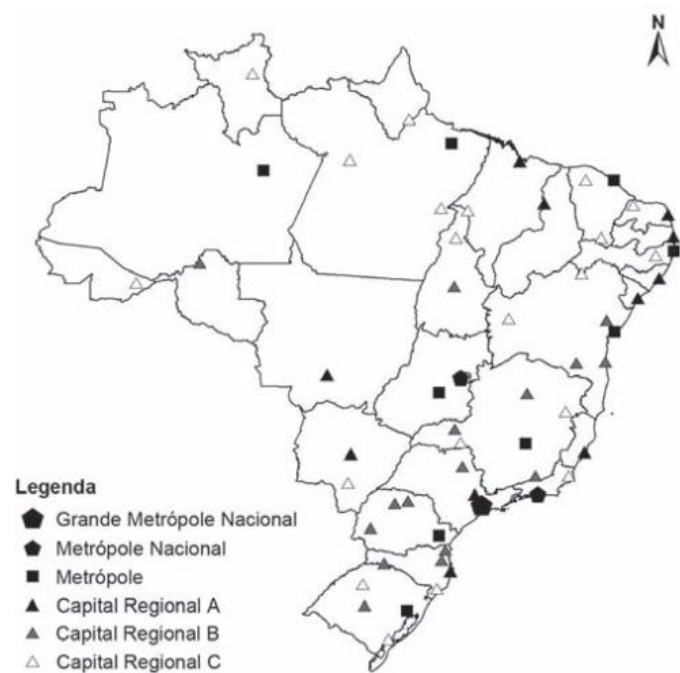 N
Legenda
Grande Metrópole Nacional
Metrópole Nacional
Metrópole
Capital Regional A
Capital Regional B
Capital Regional C